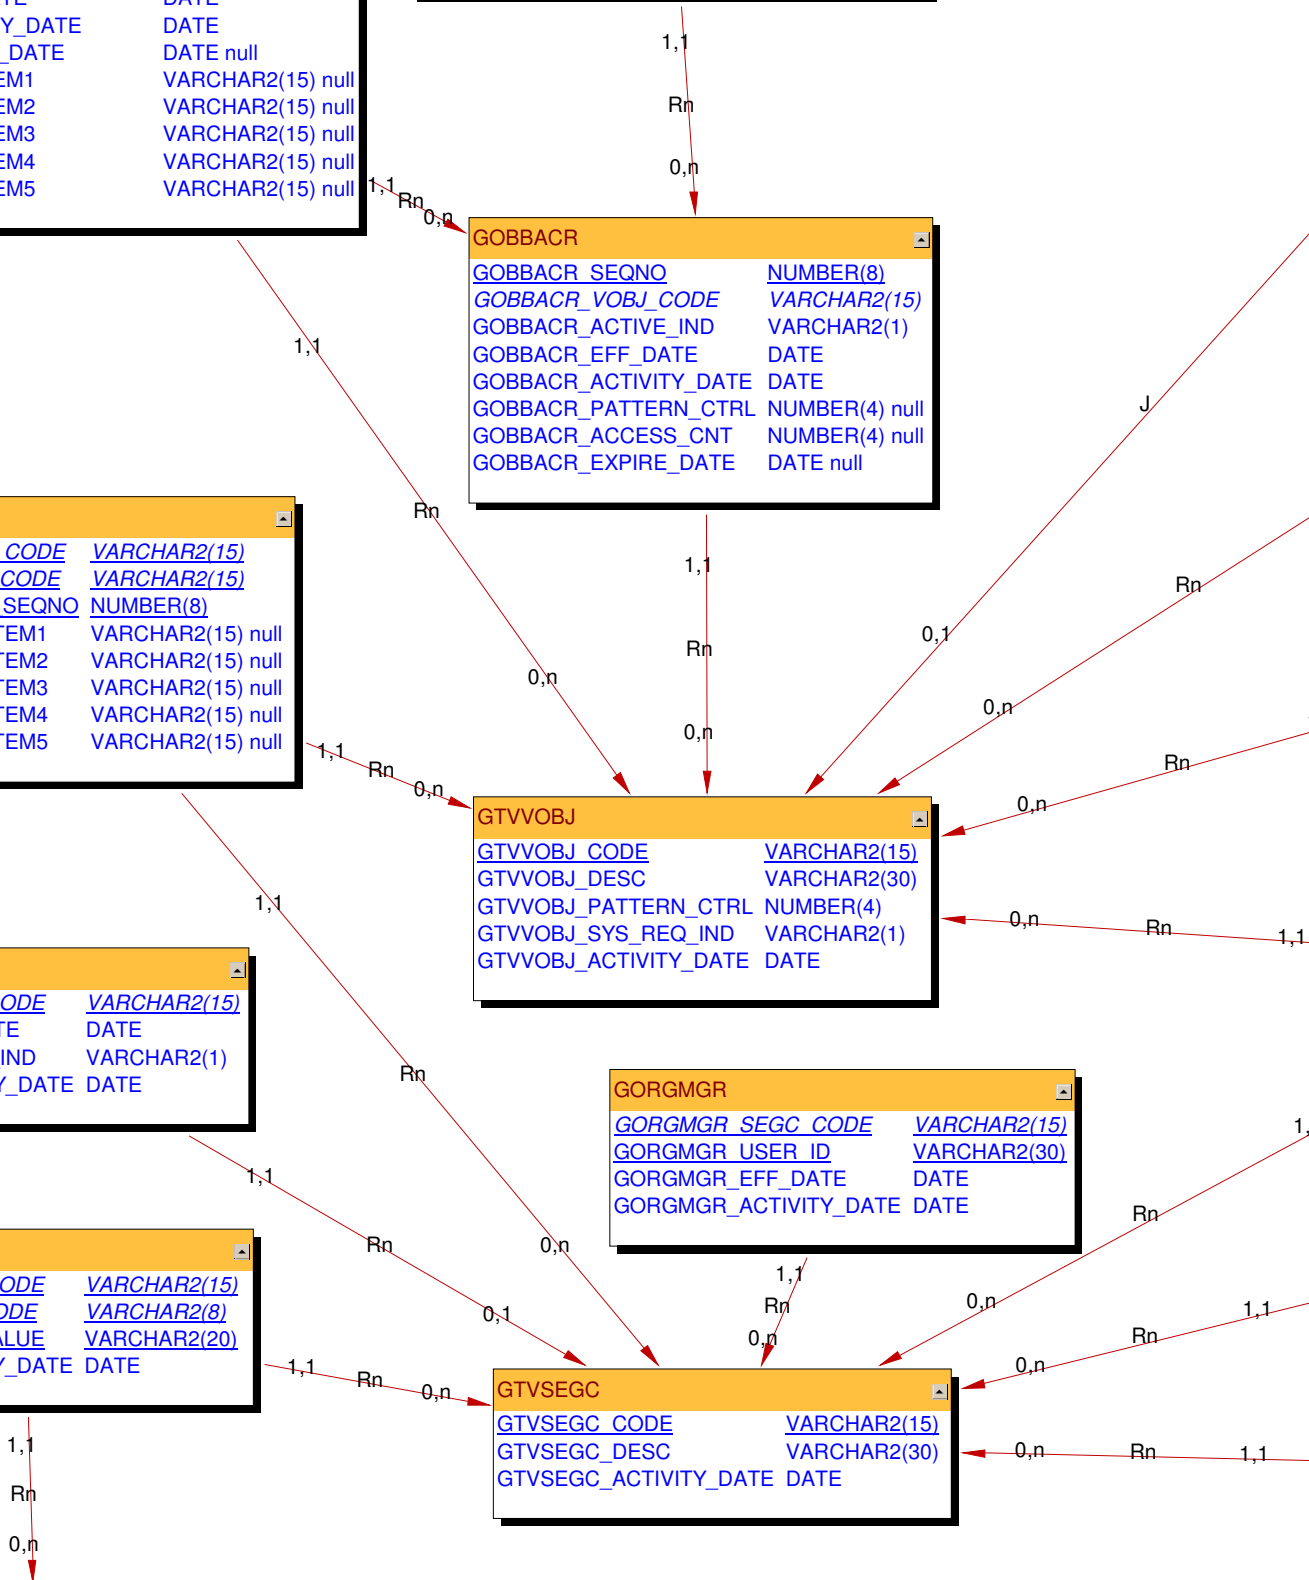 DATE
Y_DATE DATE
_DATE DATE null
EM1 VARCHAR2(15) null
EM2 VARCHAR2(15) null
EM3 VARCHAR2(15) null
EM4 VARCHAR2(15) null
EM5 VARCHAR2(15) null
1,1
Rn
0,n
1,1
Rn
0,n
GOBBACR
GOBBACR_SEQNO NUMBER(8)
GOBBACR_VOBJ_CODE VARCHAR2(15)
GOBBACR_ACTIVE_IND VARCHAR2(1)
GOBBACR_EFF_DATE DATE
GOBBACR_ACTIVITY_DATE DATE
GOBBACR_PATTERN_CTRL NUMBER(4) null
GOBBACR_ACCESS_CNT NUMBER(4) null
GOBBACR_EXPIRE_DATE DATE null
1,1
Rn
0,n
1,1
Rn
0,n
J
0,1
Rn
0,n
Rn
0,n
_CODE VARCHAR2(15)
CODE VARCHAR2(15)
_SEQNO NUMBER(8)
TEM1 VARCHAR2(15) null
TEM2 VARCHAR2(15) null
TEM3 VARCHAR2(15) null
TEM4 VARCHAR2(15) null
TEM5 VARCHAR2(15) null
1,1
Rn
0,n
GTVVOBJ
GTVVOBJ_CODE VARCHAR2(15)
GTVVOBJ_DESC VARCHAR2(30)
GTVVOBJ_PATTERN_CTRL NUMBER(4)
GTVVOBJ_SYS_REQ_IND VARCHAR2(1)
GTVVOBJ_ACTIVITY_DATE DATE
0,n
Rn
1,1
1,1
Rn
0,n
ODE VARCHAR2(15)
TE DATE
_IND VARCHAR2(1)
Y_DATE DATE
1,1
Rn
0,1
GORGMGR
GORGMGR_SEGC_CODE VARCHAR2(15)
GORGMGR_USER_ID VARCHAR2(30)
GORGMGR_EFF_DATE DATE
GORGMGR_ACTIVITY_DATE DATE
1,1
Rn
0,n
1,
Rn
0,n
1,1
Rn
0,n
ODE VARCHAR2(15)
ODE VARCHAR2(8)
ALUE VARCHAR2(20)
Y_DATE DATE
1,1
Rn
0,n
GTVSEGC
GTVSEGC_CODE VARCHAR2(15)
GTVSEGC_DESC VARCHAR2(30)
GTVSEGC_ACTIVITY_DATE DATE
0,n
Rn
1,1
1,1
Rn
0,n